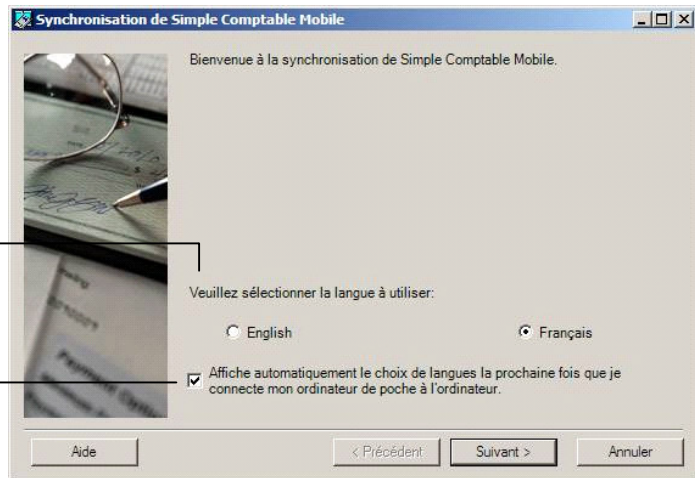 Synchronisation de Simple Comptable Mobile
Bienvenue à la synchronisation de Simple Comptable Mobile.
Veuillez sélectionner la langue à utiliser:
English
Français
Affiche automatiquement le choix de langues la prochaine fois que je
connecte mon ordinateur de poche à l'ordinateur.
Aide
< Précédent
Suivant >
Annuler